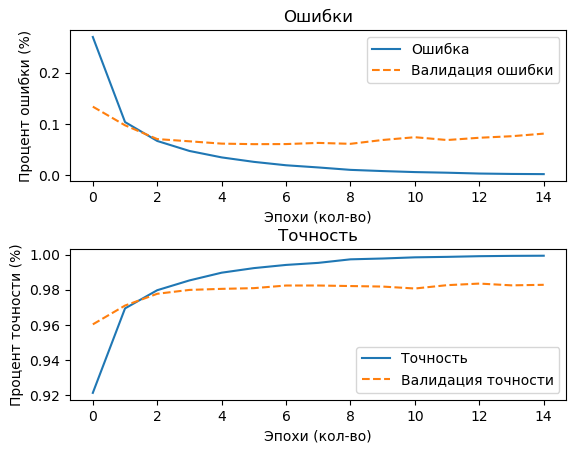 Ошибки
Процент ошибки (%)
0.2
0.1
0.0
Ошибка
Валидация ошибки
0 2 4 6 8 10 12 14
Эпохи (кол-во)
Точность
Процент точности (%)
1.00
0.98
0.96
0.94
0.92
Точность
Валидация точности
0 2 4 6 8 10 12 14
Эпохи (кол-во)